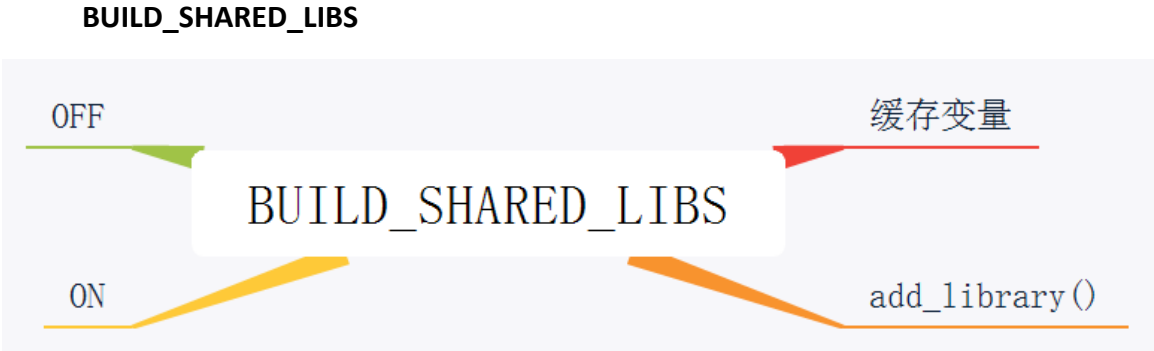 BUILD_SHARED_LIBS
OFF
缓存变量
BUILD_SHARED_LIBS
ON
add_library()